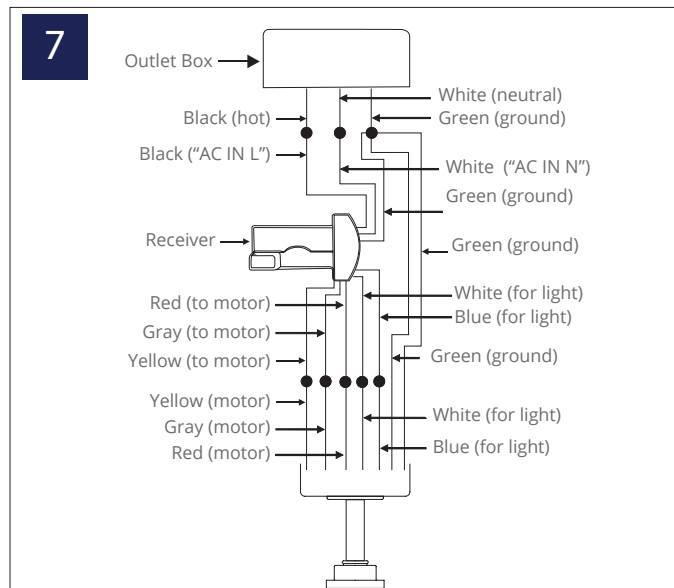 7
Outlet Box
White (neutral)
Black (hot)
Green (ground)
Black (“AC IN L”)
White (“AC IN N”)
Green (ground)
Receiver
Green (ground)
Red (to motor)
White (for light)
Gray (to motor)
Blue (for light)
Yellow (to motor)
Green (ground)
Yellow (motor)
White (for light)
Gray (motor)
Red (motor)
Blue (for light)